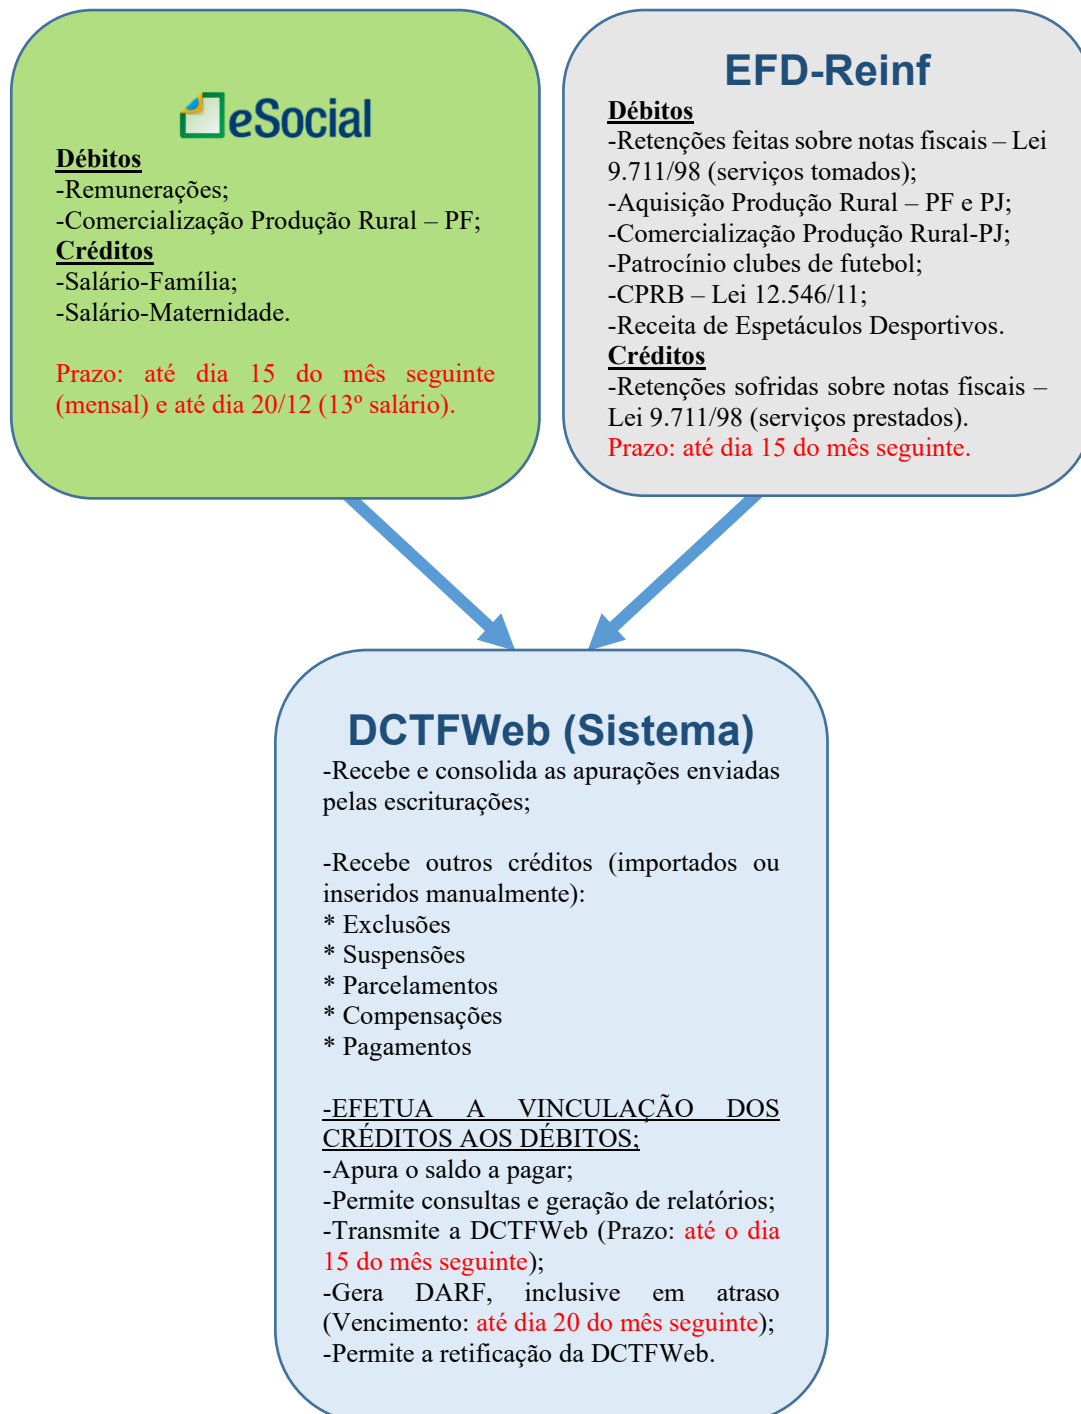 eSocial
Débitos
-Remunerações;
-Comercialização Produção Rural – PF;
Créditos
-Salário-Família;
-Salário-Maternidade.
Prazo: até dia 15 do mês seguinte
(mensal) e até dia 20/12 (13º salário).
EFD-Reinf
Débitos
-Retenções feitas sobre notas fiscais – Lei
9.711/98 (serviços tomados);
-Aquisição Produção Rural – PF e PJ;
-Comercialização Produção Rural-PJ;
-Patrocínio clubes de futebol;
-CPRB – Lei 12.546/11;
-Receita de Espetáculos Desportivos.
Créditos
-Retenções sofridas sobre notas fiscais –
Lei 9.711/98 (serviços prestados).
Prazo: até dia 15 do mês seguinte.
DCTFWeb (Sistema)
-Recebe e consolida as apurações enviadas
pelas escriturações;
-Recebe outros créditos (importados ou
inseridos manualmente):
* Exclusões
* Suspensões
* Parcelamentos
* Compensações
* Pagamentos
-EFETUA A VINCULAÇÃO DOS
CRÉDITOS AOS DÉBITOS;
-Apura o saldo a pagar;
-Permite consultas e geração de relatórios;
-Transmite a DCTFWeb (Prazo: até o dia
15 do mês seguinte);
-Gera DARF, inclusive em atraso
(Vencimento: até dia 20 do mês seguinte);
-Permite a retificação da DCTFWeb.